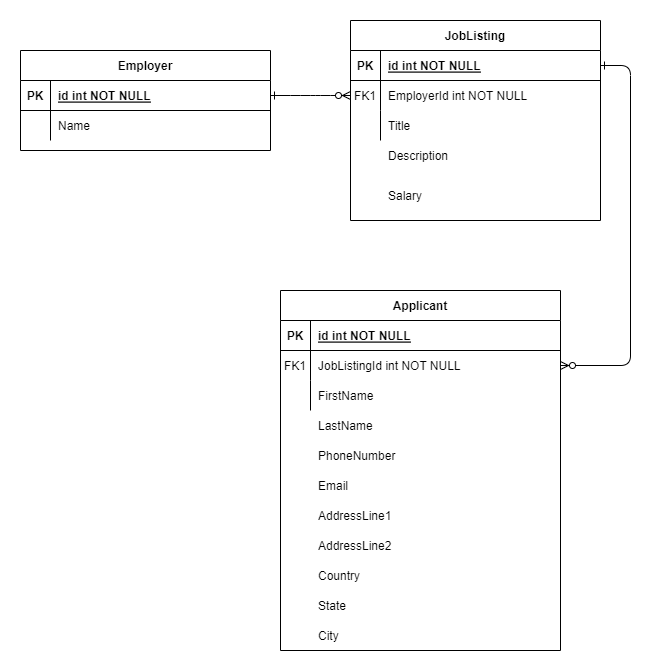 Employer
PK id int NOT NULL
Name
JobListing
PK id int NOT NULL
FK1 EmployerId int NOT NULL
Title
Description
Salary
Applicant
PK id int NOT NULL
FK1 JobListingId int NOT NULL
FirstName
LastName
PhoneNumber
Email
AddressLine1
AddressLine2
Country
State
City